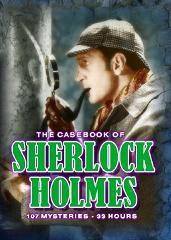 THE CASEBOOK OF
SHERLOCK
HOLMES
107 MYSTERIES - 33 HOURS